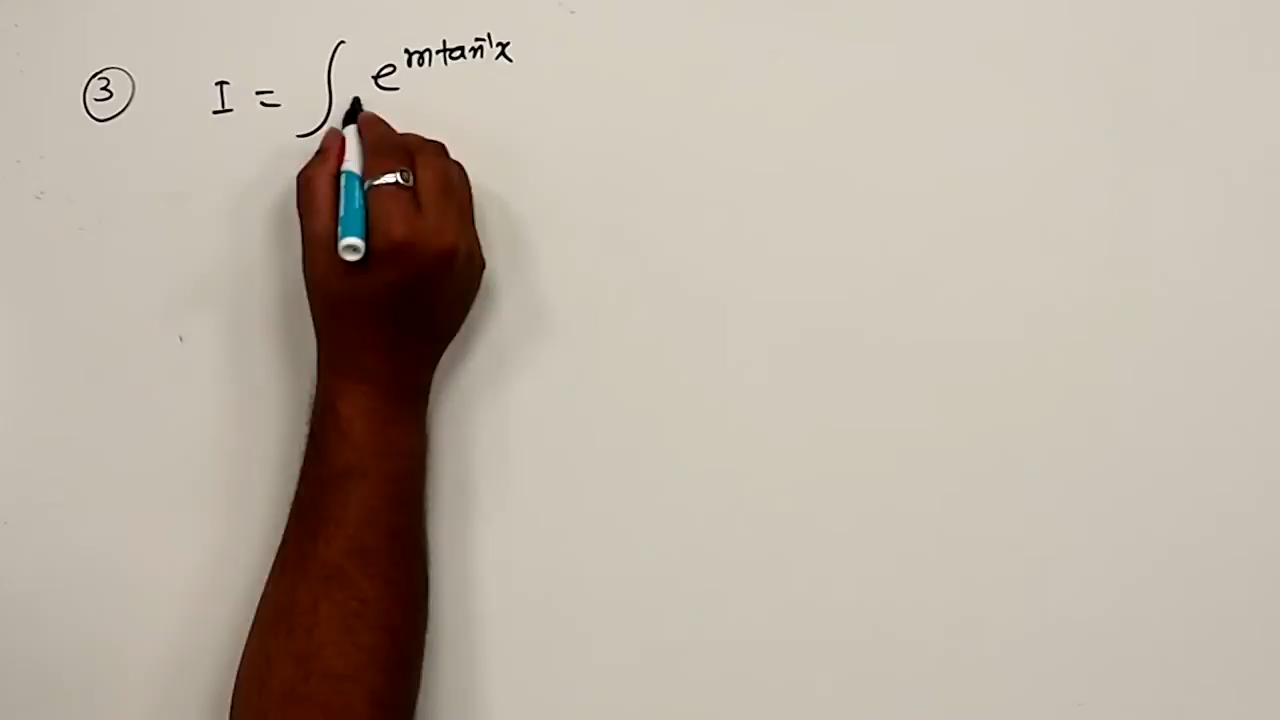 ③ I = ∫ e^{m tan⁻¹x}